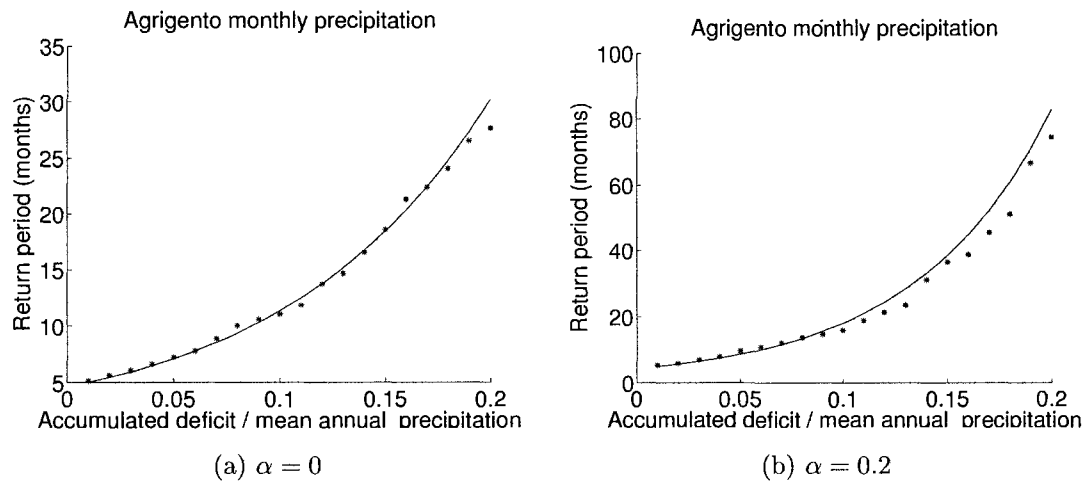 Agrigento monthly precipitation
35
30
25
20
15
10
5
0
0.05
0.1
0.15
0.2
Return period (months)
Accumulated deficit / mean annual precipitation
(a) α = 0
Agrigento monthly precipitation
100
80
60
40
20
0
0
0.05
0.1
0.15
0.2
Return period (months)
Accumulated deficit / mean annual precipitation
(b) α = 0.2